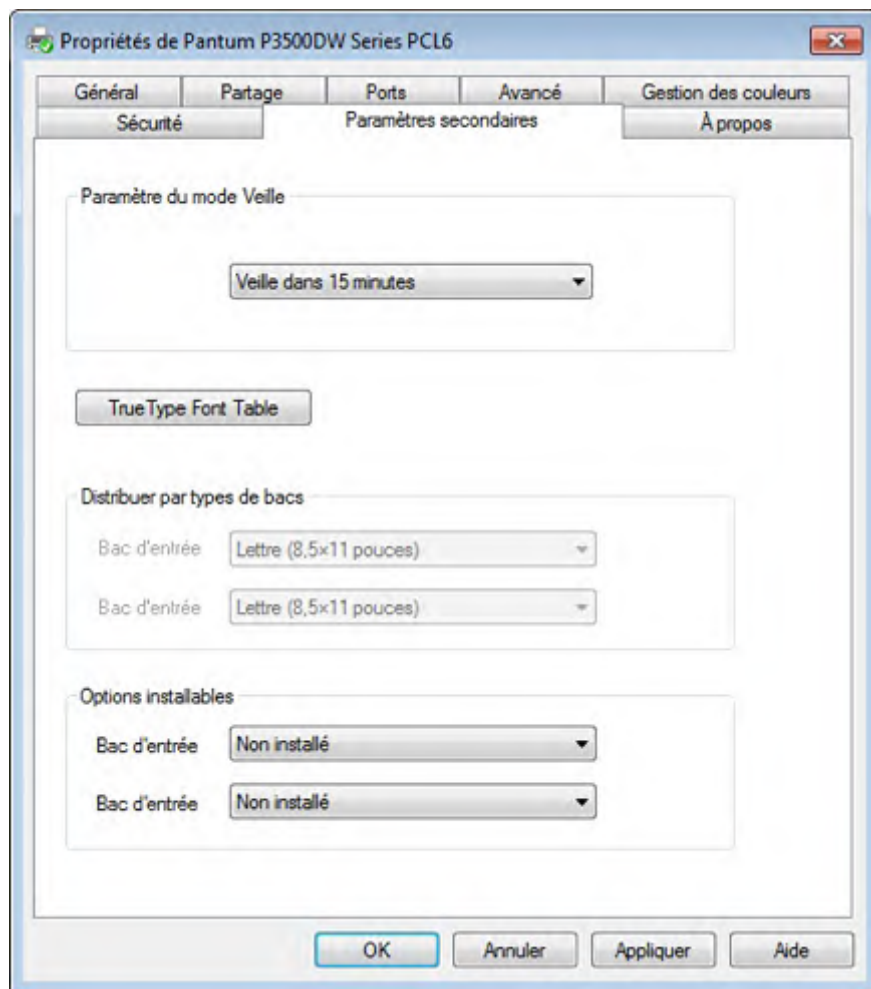 Propriétés de Pantum P3500DW Series PCL6
Général Partage Ports Avancé Gestion des couleurs
Sécurité Paramètres secondaires À propos
Paramètre du mode Veille
Veille dans 15 minutes
TrueType Font Table
Distribuer par types de bacs
Bac d'entrée Lettre (8,5×11 pouces)
Bac d'entrée Lettre (8,5×11 pouces)
Options installables
Bac d'entrée Non installé
Bac d'entrée Non installé
OK Annuler Appliquer Aide